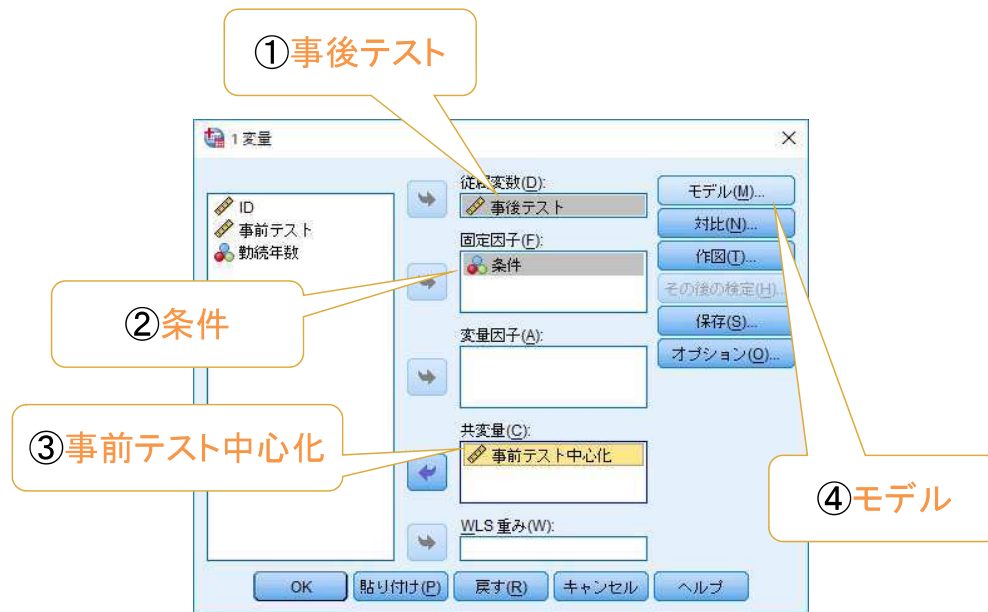 ①事後テスト
1 変量
従属変数(D):
事後テスト
ID
事前テスト
勤続年数
固定因子(F):
条件
②条件
変量因子(A):
③事前テスト中心化
共変量(C):
事前テスト中心化
WLS 重み(W):
モデル(M)...
対比(N)...
作図(T)...
その後の検定(H)...
保存(S)...
オプション(O)...
④モデル
OK
貼り付け(P)
戻す(R)
キャンセル
ヘルプ